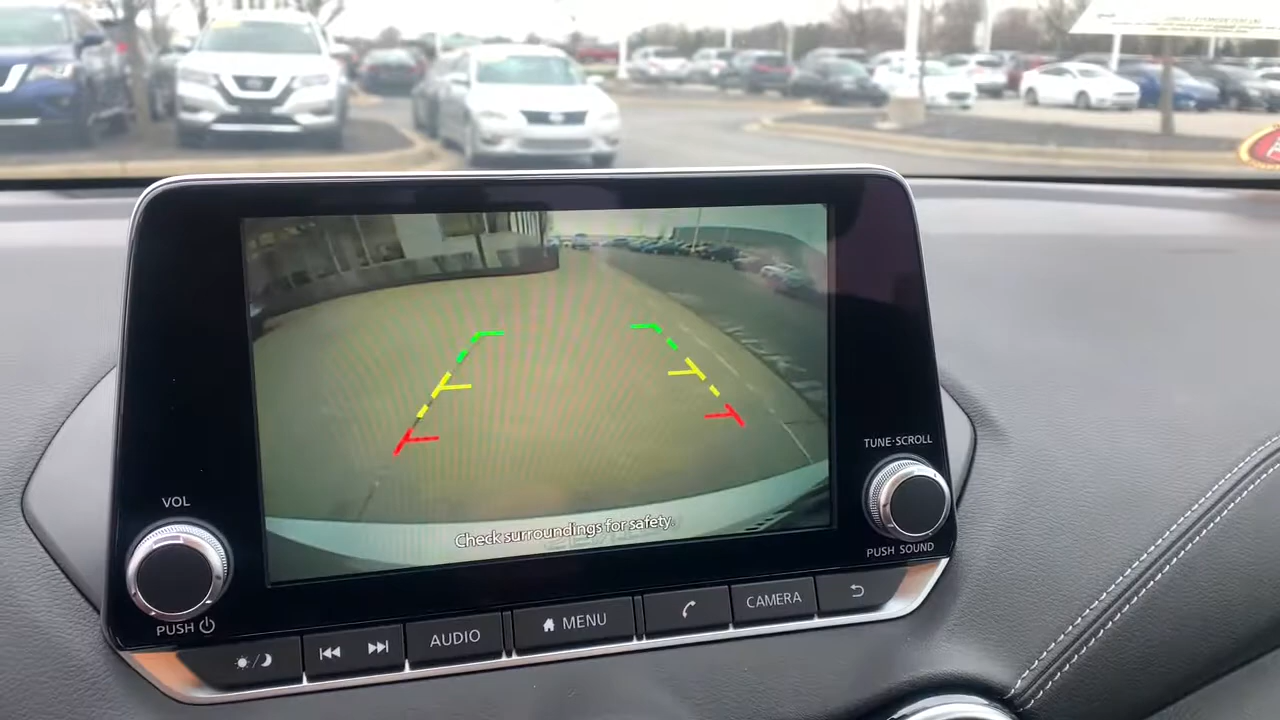 Check surroundings for safety.
VOL
PUSH
TUNE·SCROLL
PUSH SOUND
AUDIO
MENU
CAMERA